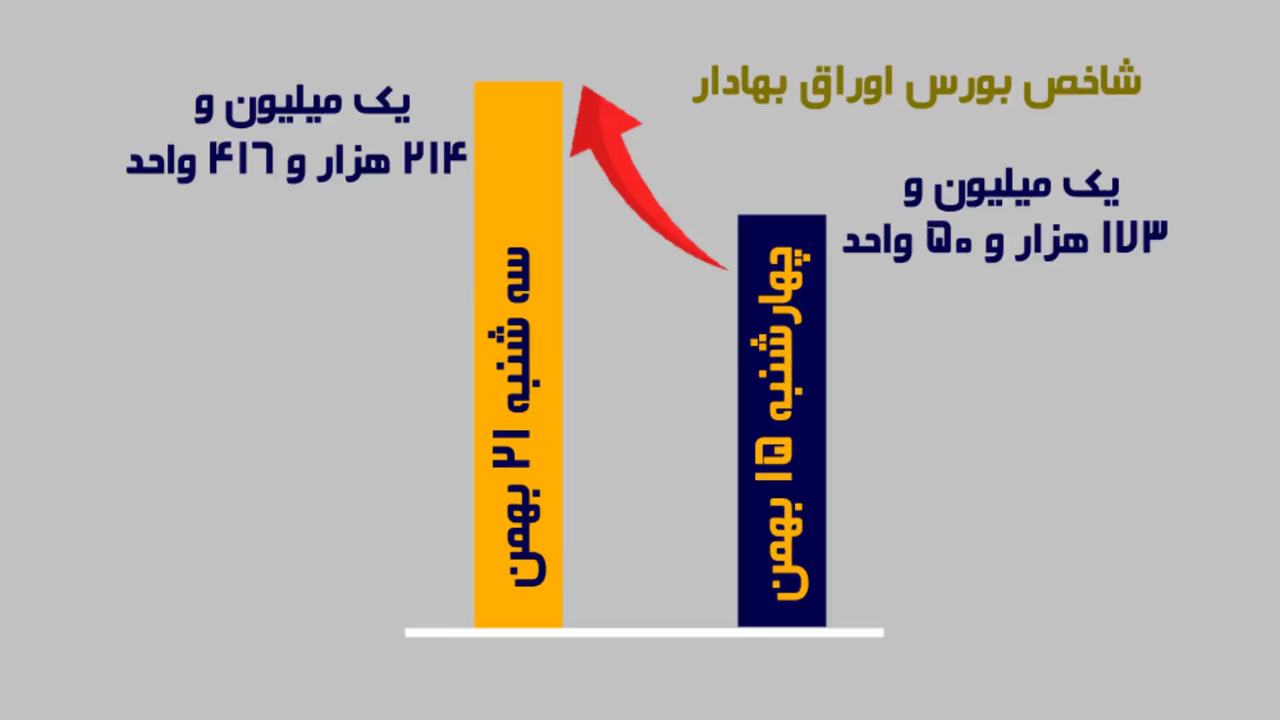 شاخص بورس اوراق بهادار
یک میلیون و
۱۷۳ هزار و ۵۰ واحد
چهارشنبه ۱۵ بهمن
یک میلیون و
۲۱۴ هزار و ۴۱۶ واحد
سه شنبه ۲۱ بهمن